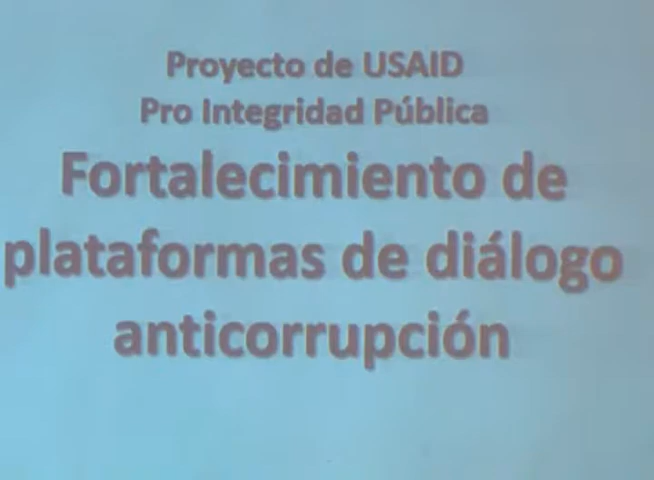 Proyecto de USAID
Pro Integridad Pública
Fortalecimiento de
plataformas de diálogo
anticorrupción